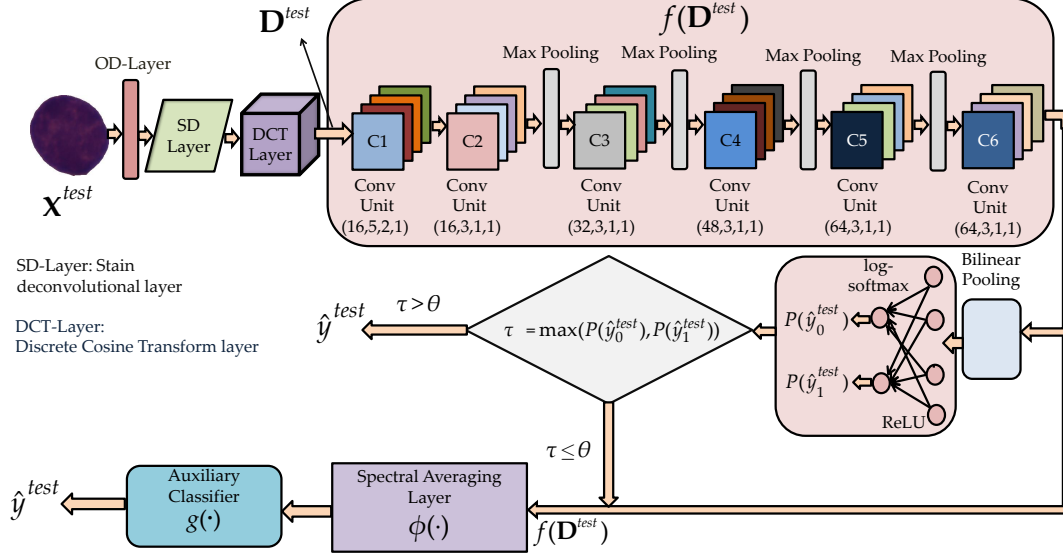 D^test
f(D^test)
OD-Layer
Max Pooling
Max Pooling
Max Pooling
Max Pooling
SD
Layer
DCT
Layer
C1
C2
C3
C4
C5
C6
X^test
Conv
Unit
(16,5,2,1)
Conv
Unit
(16,3,1,1)
Conv
Unit
(32,3,1,1)
Conv
Unit
(48,3,1,1)
Conv
Unit
(64,3,1,1)
Conv
Unit
(64,3,1,1)
SD-Layer: Stain
deconvolutional layer
DCT-Layer:
Discrete Cosine Transform layer
ŷ^test
τ>θ
τ =max(P(ŷ_0^test),P(ŷ_1^test))
log-
softmax
P(ŷ_0^test)
P(ŷ_1^test)
ReLU
Bilinear
Pooling
τ≤θ
ŷ^test
Auxiliary
Classifier
g(·)
Spectral Averaging
Layer
ϕ(·)
f(D^test)